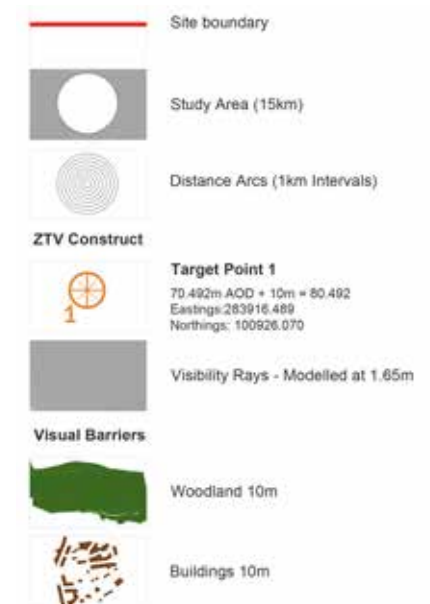 Site boundary
Study Area (15km)
Distance Arcs (1km Intervals)
ZTV Construct
Target Point 1
70.492m AOD + 10m = 80.492
Eastings:283916.489
Northings: 100926.070
1
Visibility Rays - Modelled at 1.65m
Visual Barriers
Woodland 10m
Buildings 10m